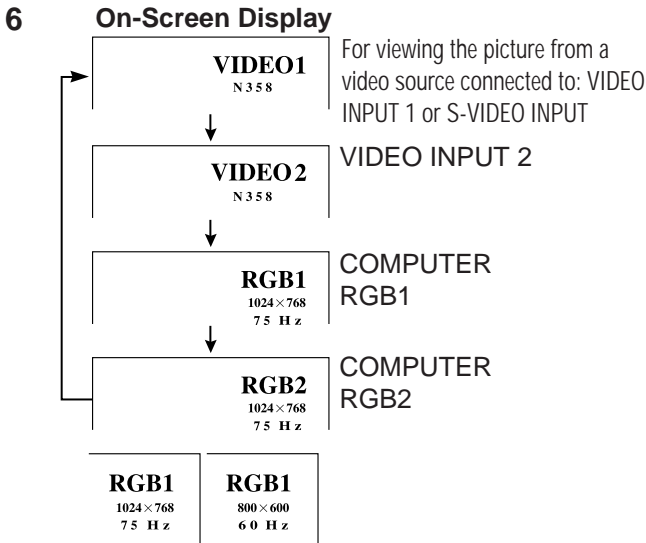 6 On-Screen Display
VIDEO1
N358
For viewing the picture from a
video source connected to: VIDEO
INPUT 1 or S-VIDEO INPUT
VIDEO2
N358
VIDEO INPUT 2
RGB1
1024×768
75 Hz
COMPUTER
RGB1
RGB2
1024×768
75 Hz
COMPUTER
RGB2
RGB1
1024×768
75 Hz
RGB1
800×600
60 Hz